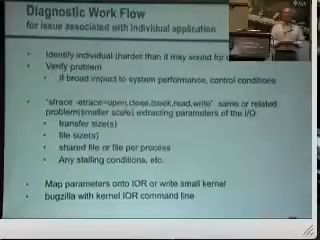 Diagnostic Work Flow
for issue associated with individual application
Identify individual (harder than it may sound for
Verify problem
If broad impact to system performance, control conditions
"strace -etrace=open,close,lseek,read,write" same or related
problem(smaller scale) extracting parameters of the I/O
transfer size(s)
file size(s)
shared file or file per process
Any stalling conditions, etc.
Map parameters onto IOR or write small kernel
bugzilla with kernel IOR command line